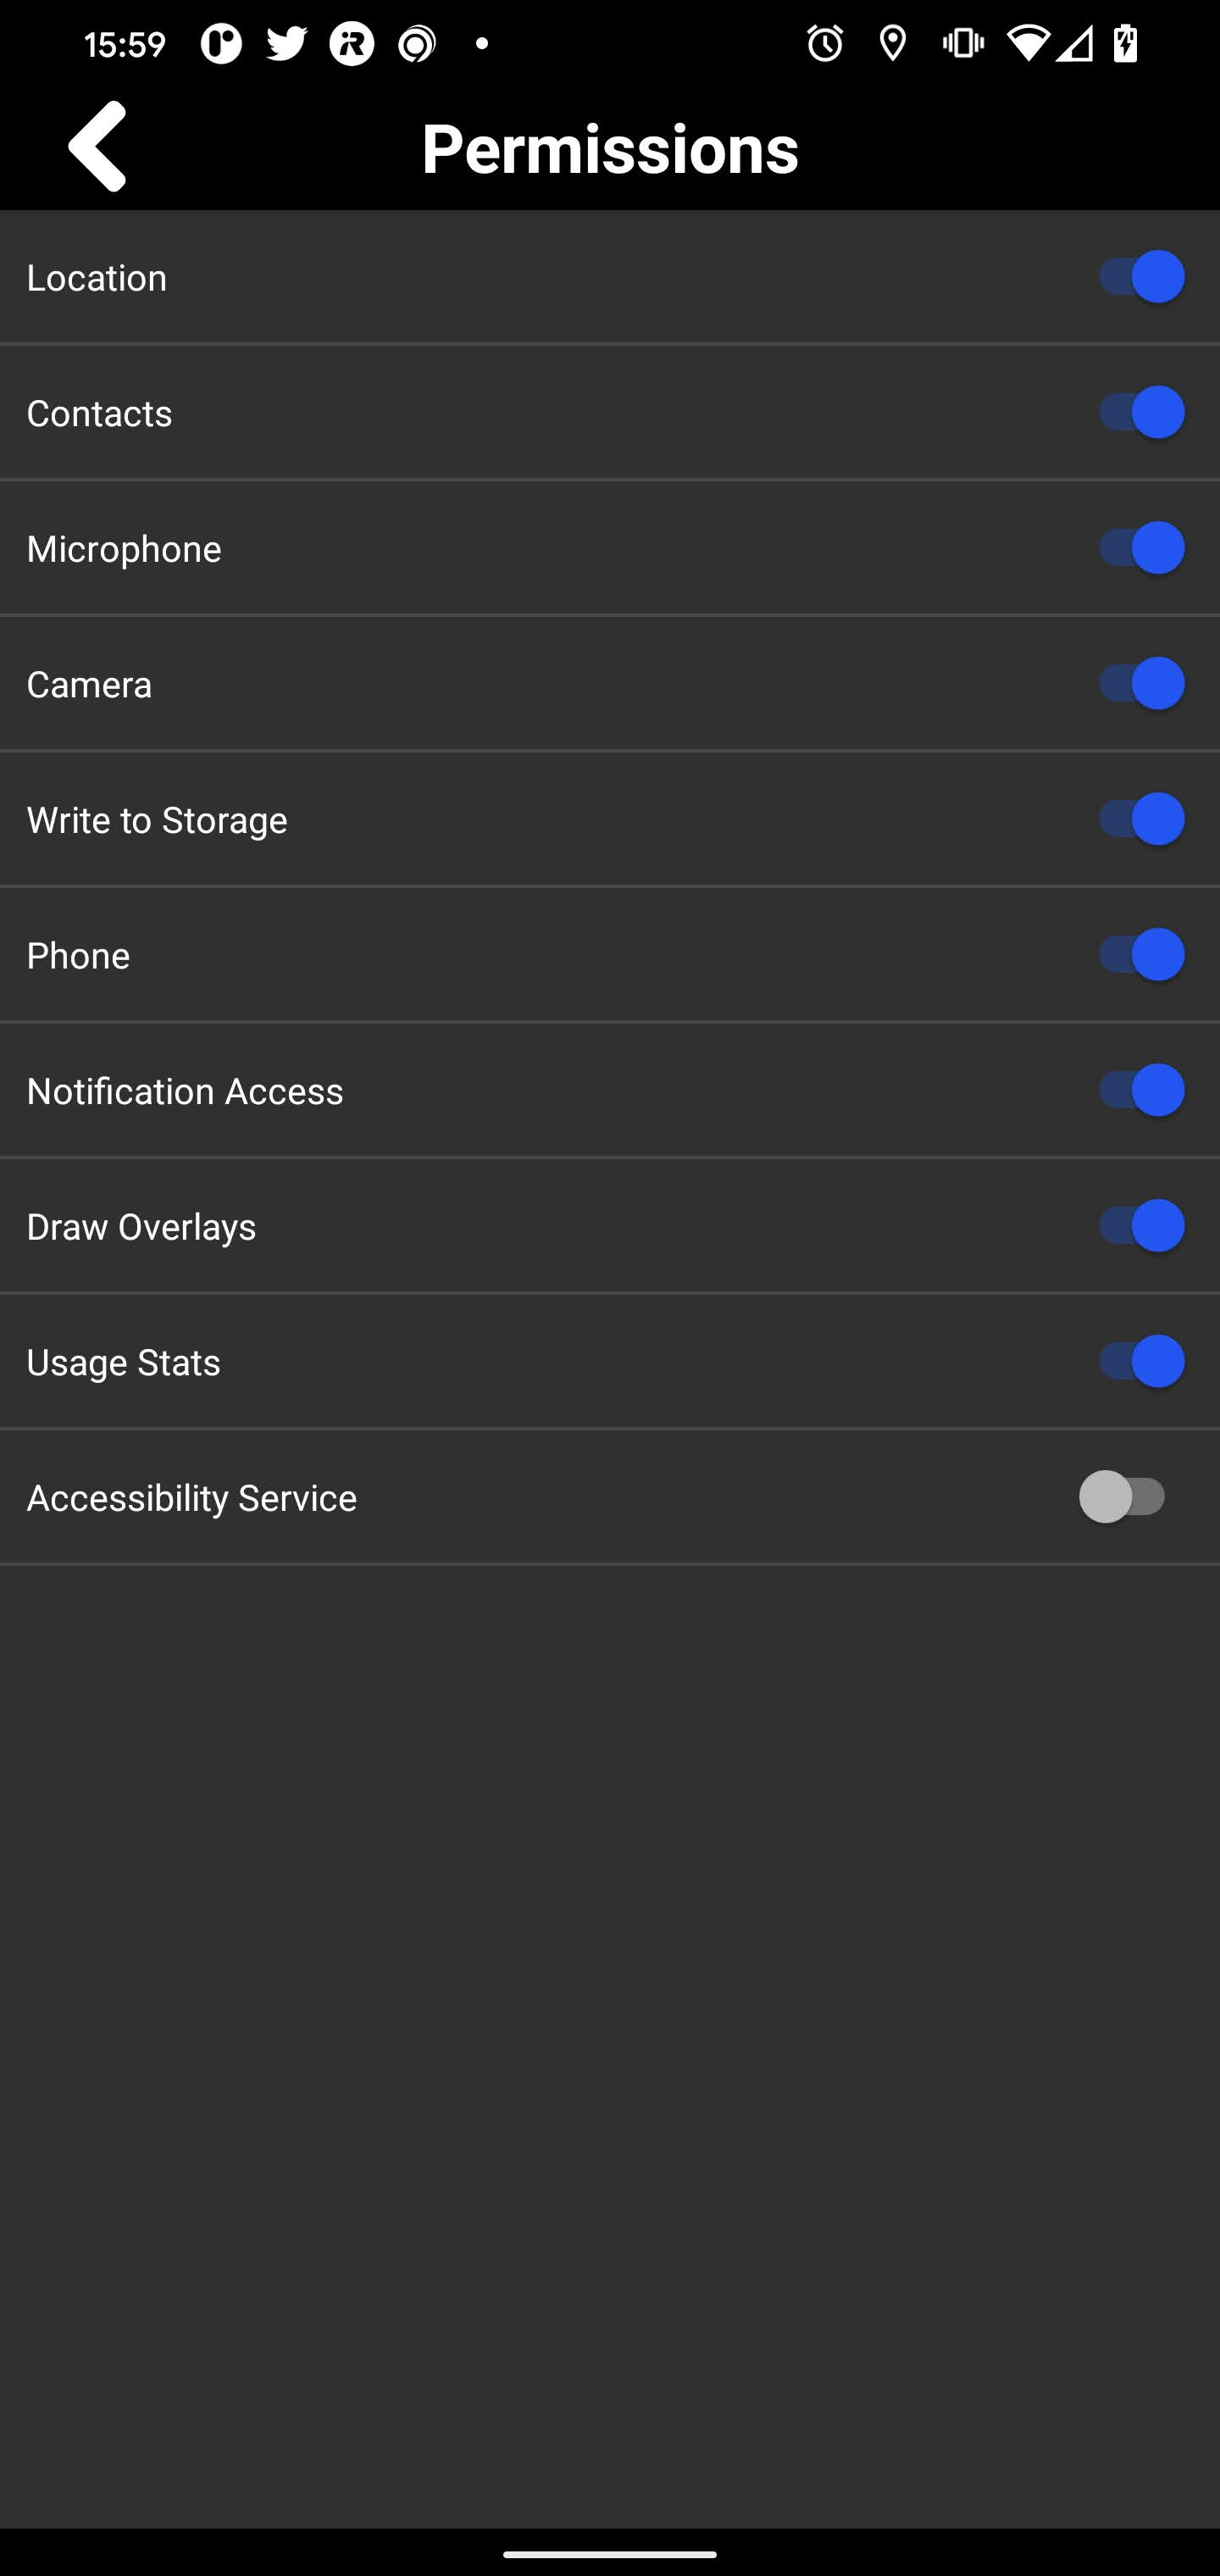 15:59
Permissions
Location
Contacts
Microphone
Camera
Write to Storage
Phone
Notification Access
Draw Overlays
Usage Stats
Accessibility Service